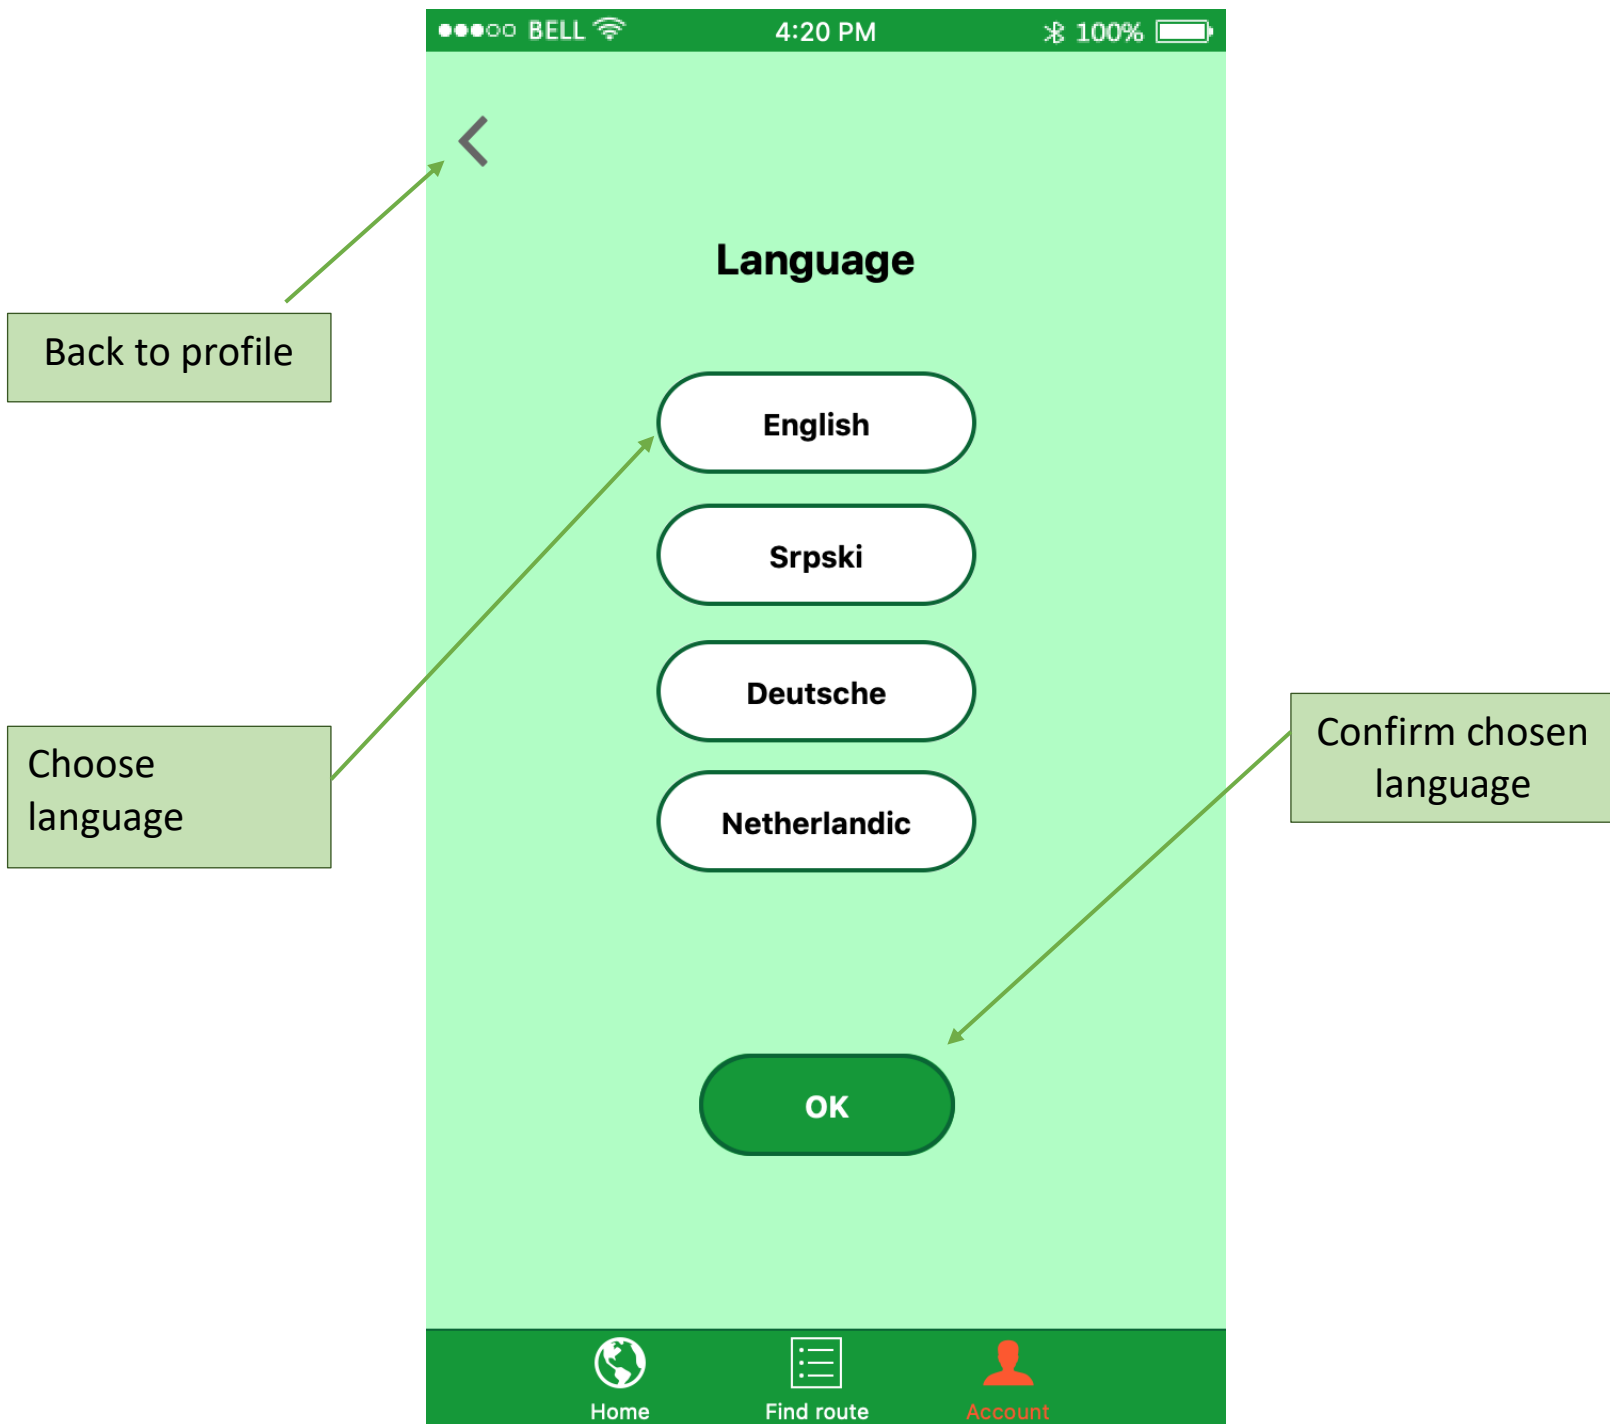 BELL 4:20 PM 100%
Language
Back to profile
English
Srpski
Deutsche
Choose
language
Confirm chosen
language
Netherlandic
OK
Home Find route Account